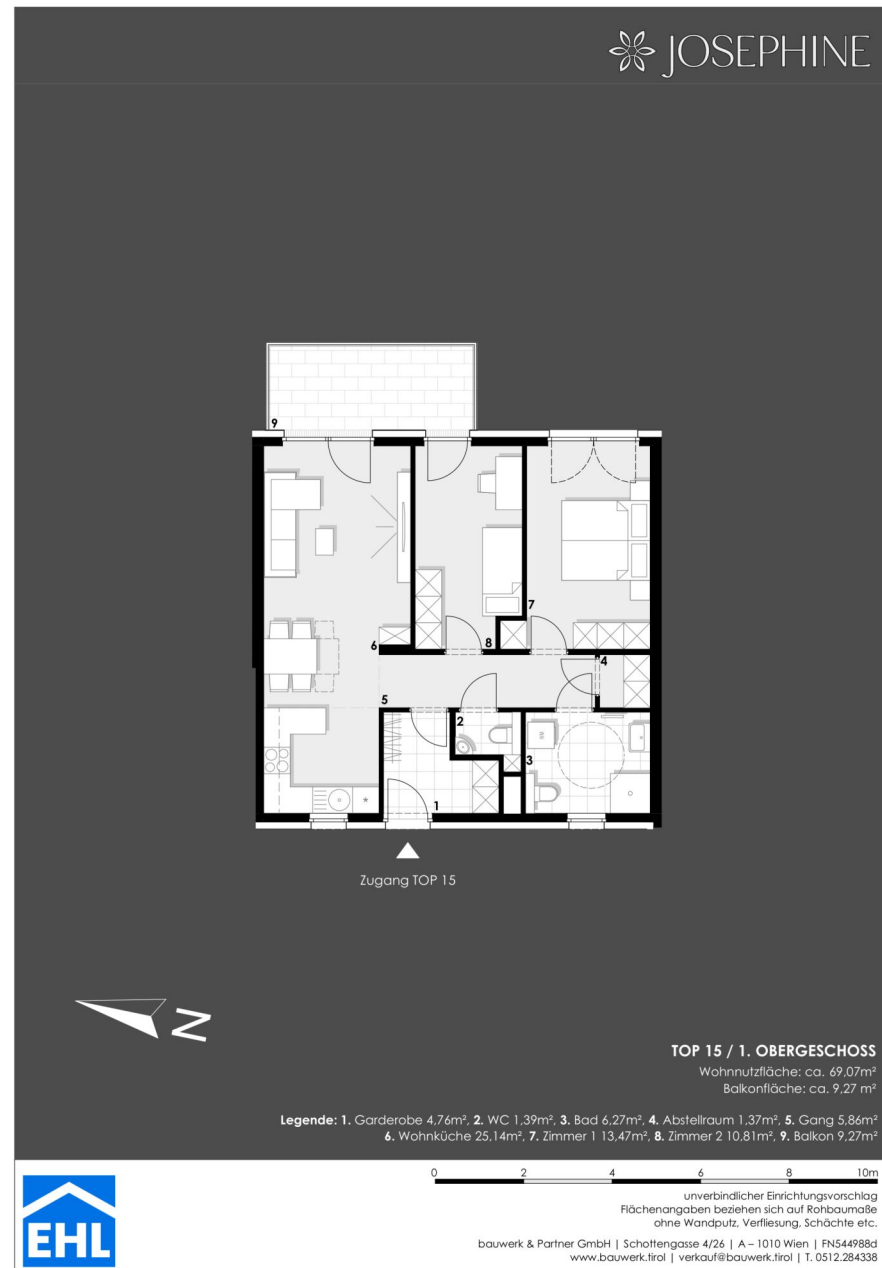 JOSEPHINE
9
6
8
7
4
5
2
3
1
Zugang TOP 15
N
TOP 15 / 1. OBERGESCHOSS
Wohnnutzfläche: ca. 69,07m²
Balkonfläche: ca. 9,27 m²
Legende: 1. Garderobe 4,76m², 2. WC 1,39m², 3. Bad 6,27m², 4. Abstellraum 1,37m², 5. Gang 5,86m²
6. Wohnküche 25,14m², 7. Zimmer 1 13,47m², 8. Zimmer 2 10,81m², 9. Balkon 9,27m²
0 2 4 6 8 10m
unverbindlicher Einrichtungsvorschlag
Flächenangaben beziehen sich auf Rohbaumaße
ohne Wandputz, Verfliesung, Schächte etc.
EHL
bauwerk & Partner GmbH | Schottengasse 4/26 | A – 1010 Wien | FN544988d
www.bauwerk.tirol | verkauf@bauwerk.tirol | T. 0512.284338